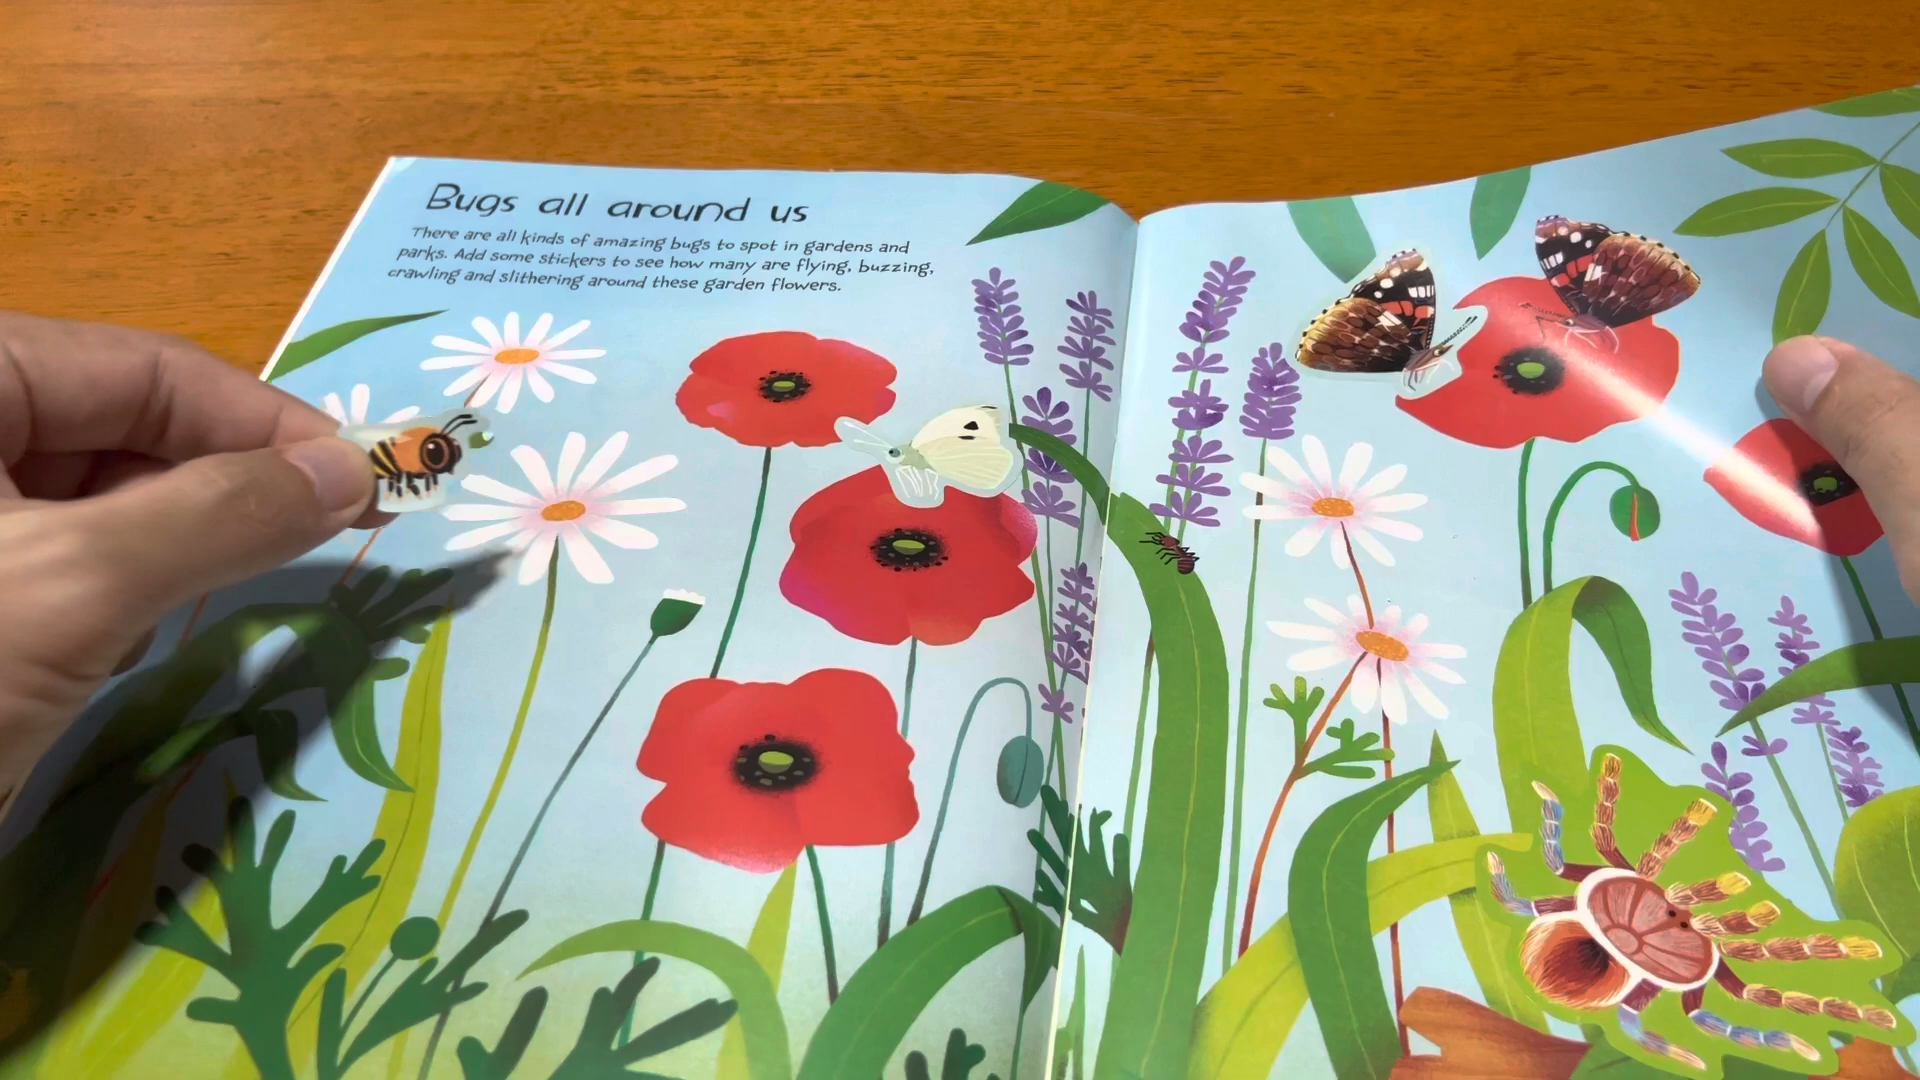 Bugs all around us
There are all kinds of amazing bugs to spot in gardens and
parks. Add some stickers to see how many are flying, buzzing,
crawling and slithering around these garden flowers.